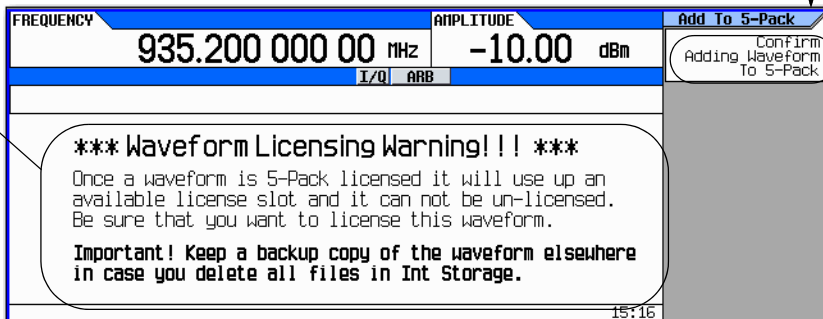 FREQUENCY
935.200 000 00 MHz
AMPLITUDE
-10.00 dBm
I/Q ARB
Add To 5-Pack
Confirm
Adding Waveform
To 5-Pack
*** Waveform Licensing Warning!!! ***
Once a waveform is 5-Pack licensed it will use up an
available license slot and it can not be un-licensed.
Be sure that you want to license this waveform.
Important! Keep a backup copy of the waveform elsewhere
in case you delete all files in Int Storage.
15:16